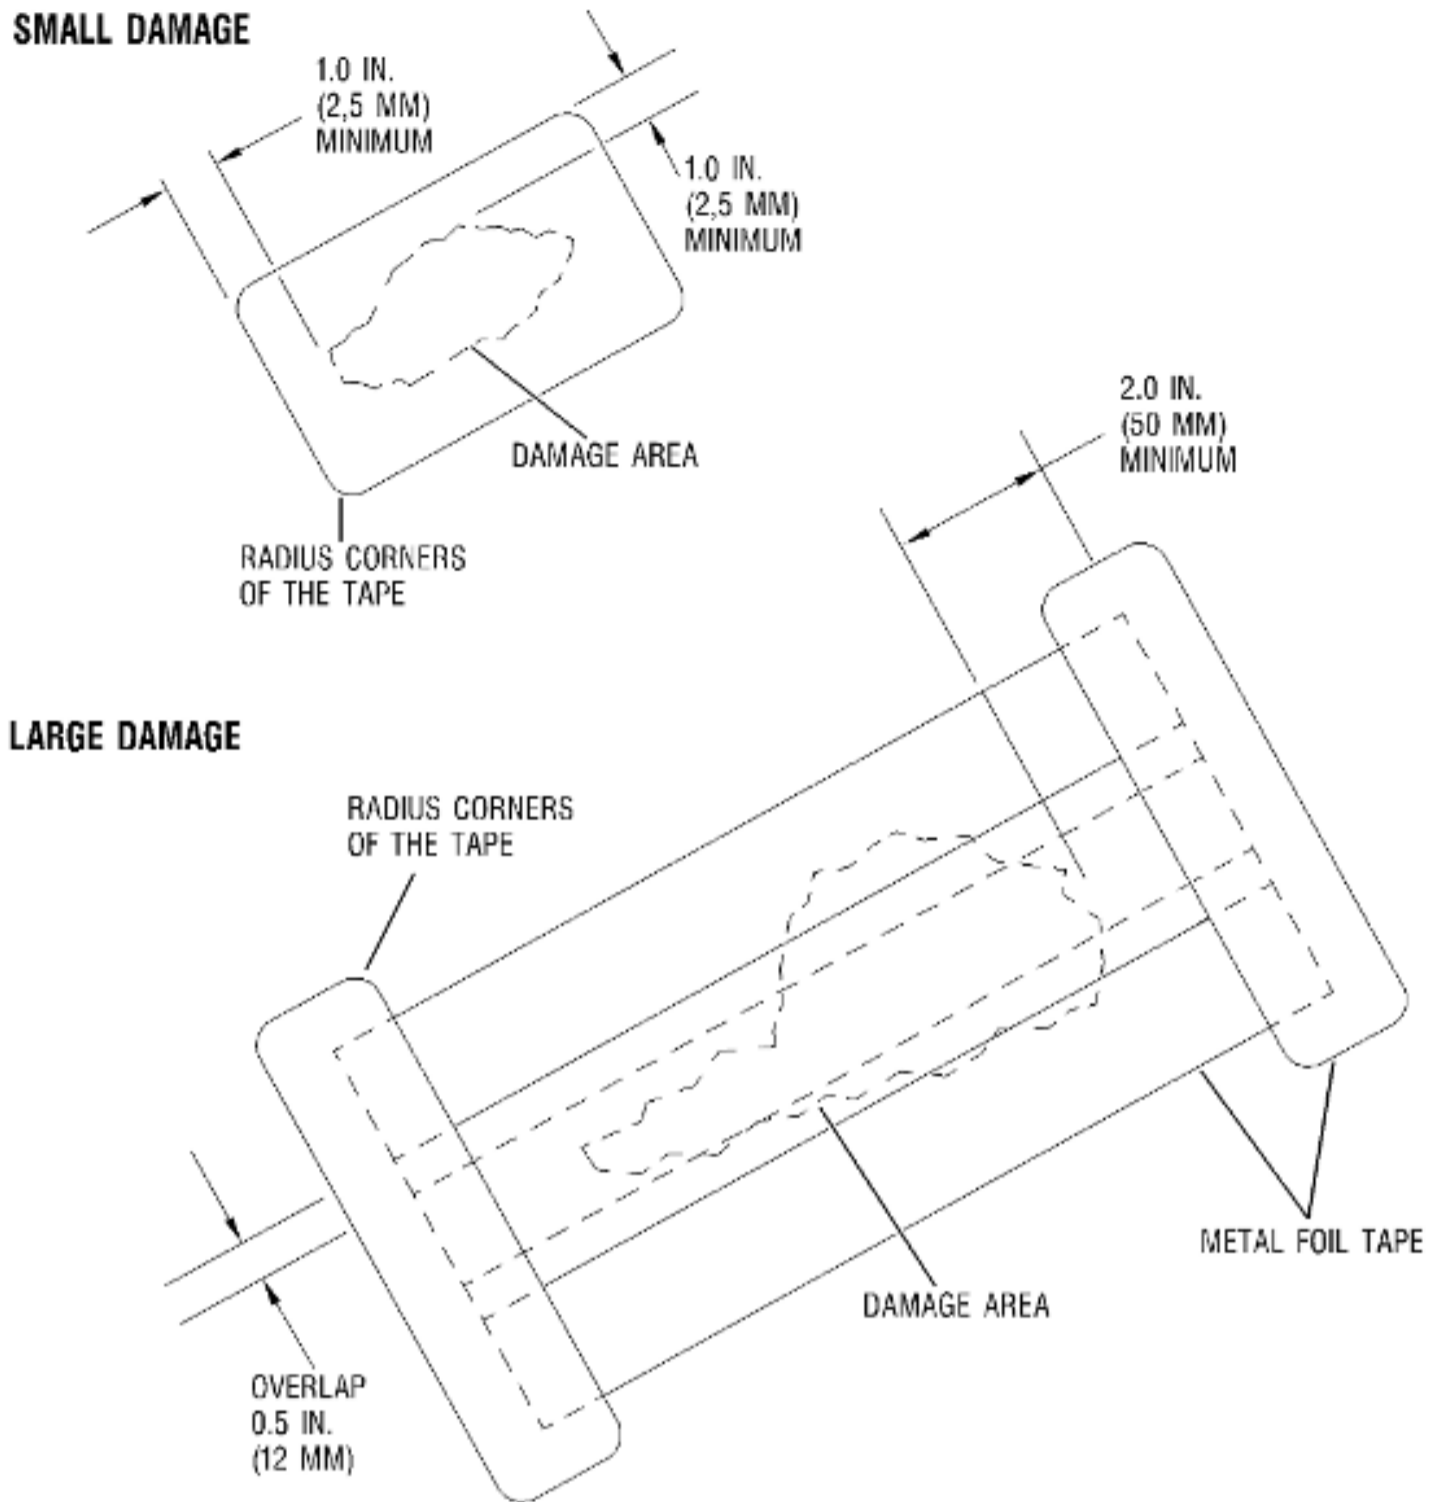 SMALL DAMAGE
1.0 IN.
(2,5 MM)
MINIMUM
1.0 IN.
(2,5 MM)
MINIMUM
DAMAGE AREA
RADIUS CORNERS
OF THE TAPE
2.0 IN.
(50 MM)
MINIMUM
LARGE DAMAGE
RADIUS CORNERS
OF THE TAPE
METAL FOIL TAPE
DAMAGE AREA
OVERLAP
0.5 IN.
(12 MM)